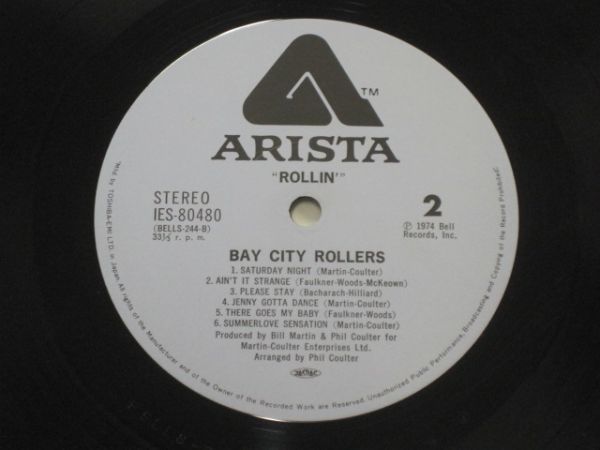 TM
ARISTA
"ROLLIN'"
STEREO
IES-80480
(BELLS-244-B)
33⅓ r. p. m.
2
℗ 1974 Bell
Records, Inc.
BAY CITY ROLLERS
1. SATURDAY NIGHT (Martin-Coulter)
2. AIN'T IT STRANGE (Faulkner-Woods-McKeown)
3. PLEASE STAY (Bacharach-Hilliard)
4. JENNY GOTTA DANCE (Martin-Coulter)
5. THERE GOES MY BABY (Faulkner-Woods)
6. SUMMERLOVE SENSATION (Martin-Coulter)
Produced by Bill Martin & Phil Coulter for
Martin-Coulter Enterprises Ltd.
Arranged by Phil Coulter
JASRAC
Mfd. by TOSHIBA-EMI LTD. in Japan. All rights of the Manufacturer and of the Owner of the Recorded Work are Reserved. Unauthorized Public Performance, Broadcasting and Copying of the Record Prohibited.